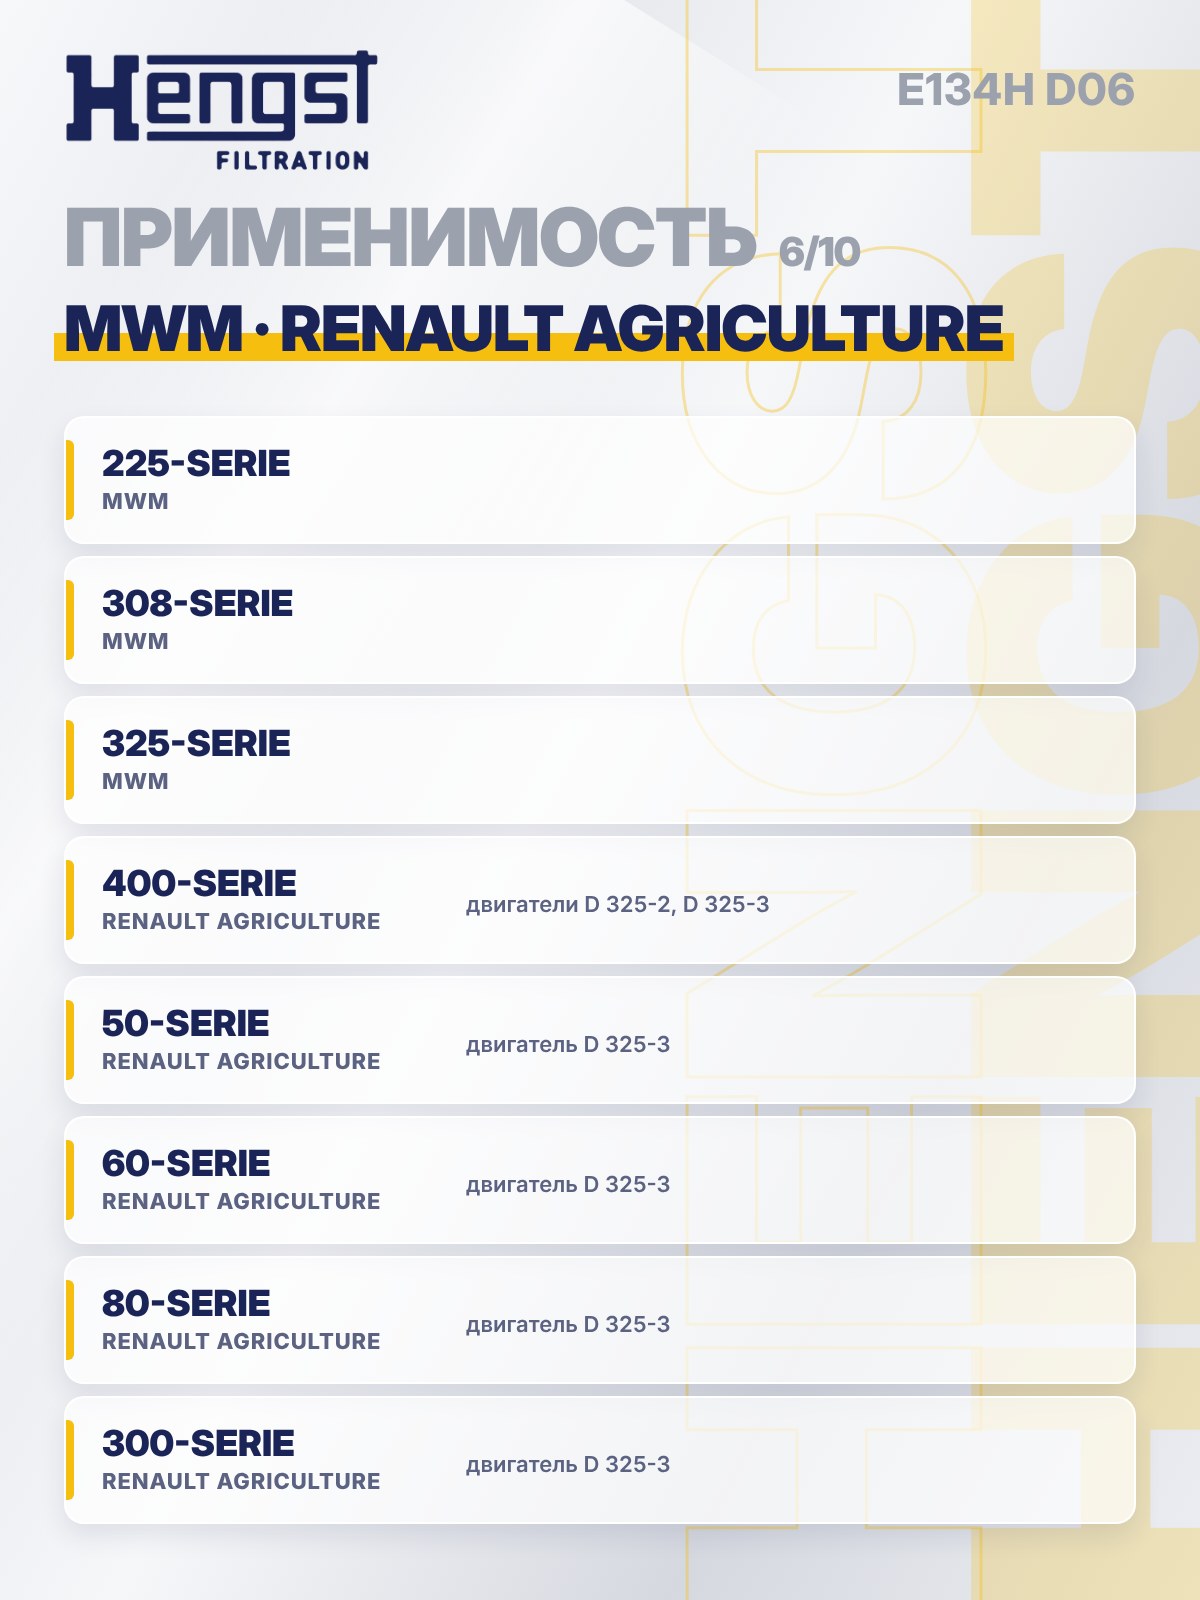 Hengst
FILTRATION
E134H D06
ПРИМЕНИМОСТЬ 6/10
MWM · RENAULT AGRICULTURE
225-SERIE
MWM
308-SERIE
MWM
325-SERIE
MWM
400-SERIE
RENAULT AGRICULTURE
двигатели D 325-2, D 325-3
50-SERIE
RENAULT AGRICULTURE
двигатель D 325-3
60-SERIE
RENAULT AGRICULTURE
двигатель D 325-3
80-SERIE
RENAULT AGRICULTURE
двигатель D 325-3
300-SERIE
RENAULT AGRICULTURE
двигатель D 325-3
HENGST
HENGST